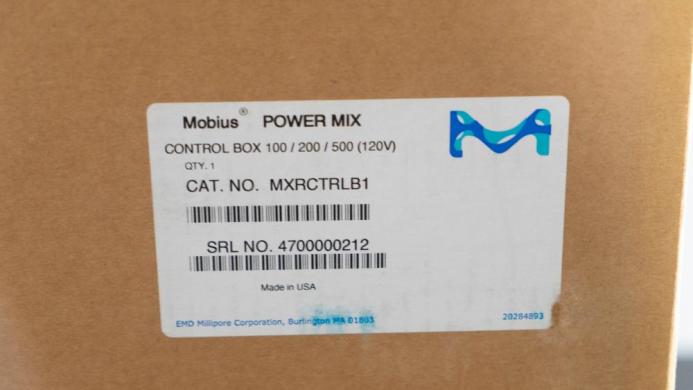 Mobius® POWER MIX
CONTROL BOX 100 / 200 / 500 (120V)
QTY. 1
CAT. NO. MXRCTRLB1
SRL NO. 4700000212
Made in USA
EMD Millipore Corporation, Burlington MA 01803 20284893